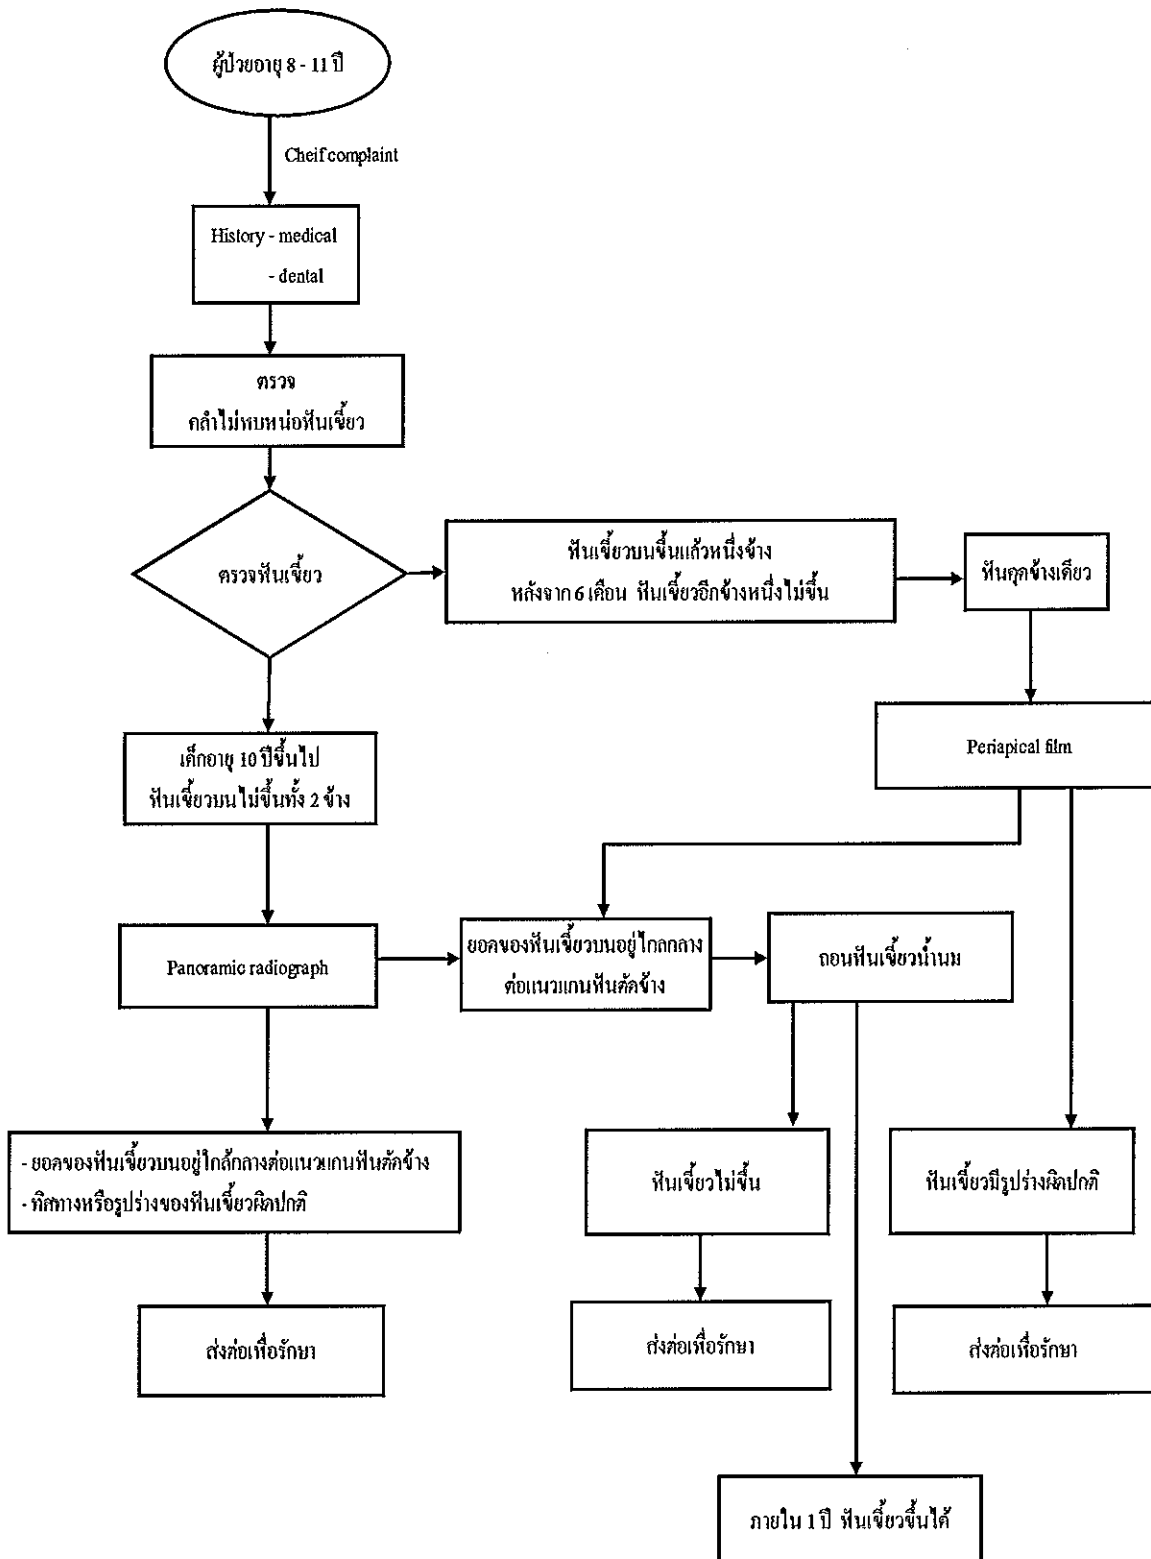 ผู้ป่วยอายุ 8 - 11 ปี
Cheif complaint
History - medical
- dental
ตรวจ
คลำไม่พบหน่อฟันเขี้ยว
ตรวจฟันเขี้ยว
ฟันเขี้ยวบนขึ้นแล้วหนึ่งข้าง
หลังจาก 6 เดือน ฟันเขี้ยวอีกข้างหนึ่งไม่ขึ้น
ฟันคุดข้างเดียว
เด็กอายุ 10 ปีขึ้นไป
ฟันเขี้ยวบนไม่ขึ้นทั้ง 2 ข้าง
Periapical film
Panoramic radiograph
ยอดของฟันเขี้ยวบนอยู่ไกลกลาง
ต่อแนวแกนฟันตัดข้าง
ถอนฟันเขี้ยวน้ำนม
- ยอดของฟันเขี้ยวบนอยู่ใกล้กลางต่อแนวแกนฟันตัดข้าง
- ทิศทางหรือรูปร่างของฟันเขี้ยวผิดปกติ
ฟันเขี้ยวไม่ขึ้น
ฟันเขี้ยวมีรูปร่างผิดปกติ
ส่งต่อเพื่อรักษา
ส่งต่อเพื่อรักษา
ส่งต่อเพื่อรักษา
ภายใน 1 ปี ฟันเขี้ยวขึ้นได้